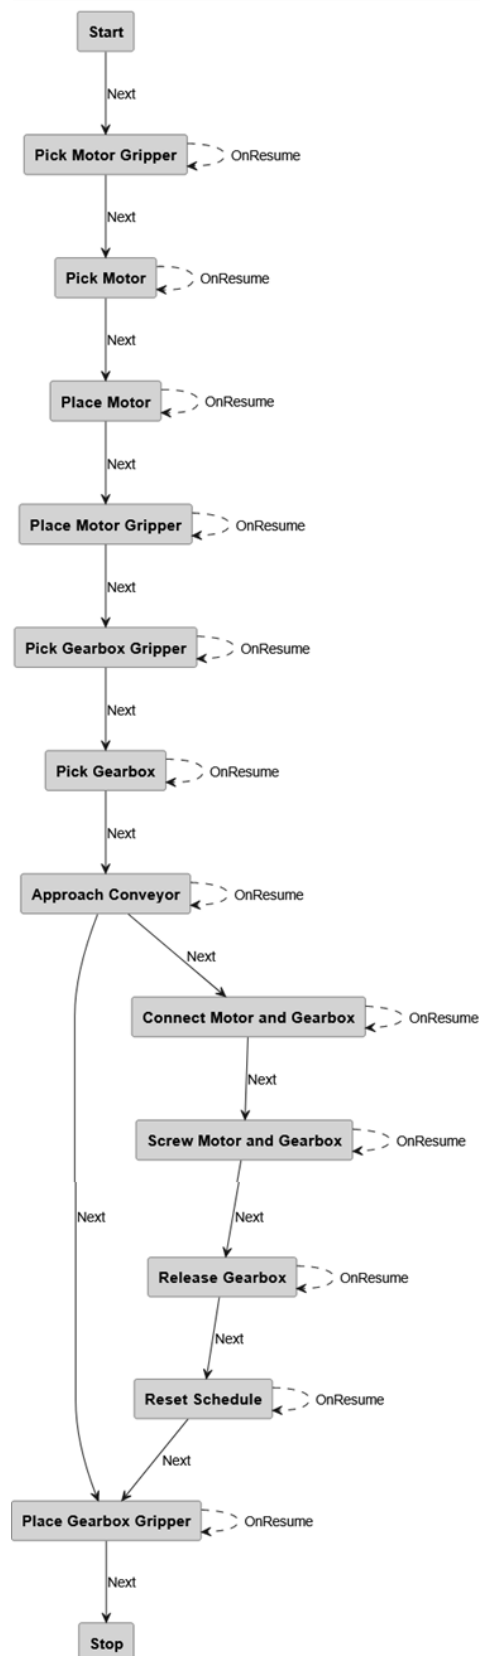 Start
Next
Pick Motor Gripper
OnResume
Next
Pick Motor
OnResume
Next
Place Motor
OnResume
Next
Place Motor Gripper
OnResume
Next
Pick Gearbox Gripper
OnResume
Next
Pick Gearbox
OnResume
Next
Approach Conveyor
OnResume
Next
Connect Motor and Gearbox
OnResume
Next
Screw Motor and Gearbox
OnResume
Next
Next
Release Gearbox
OnResume
Next
Reset Schedule
OnResume
Next
Place Gearbox Gripper
OnResume
Next
Stop